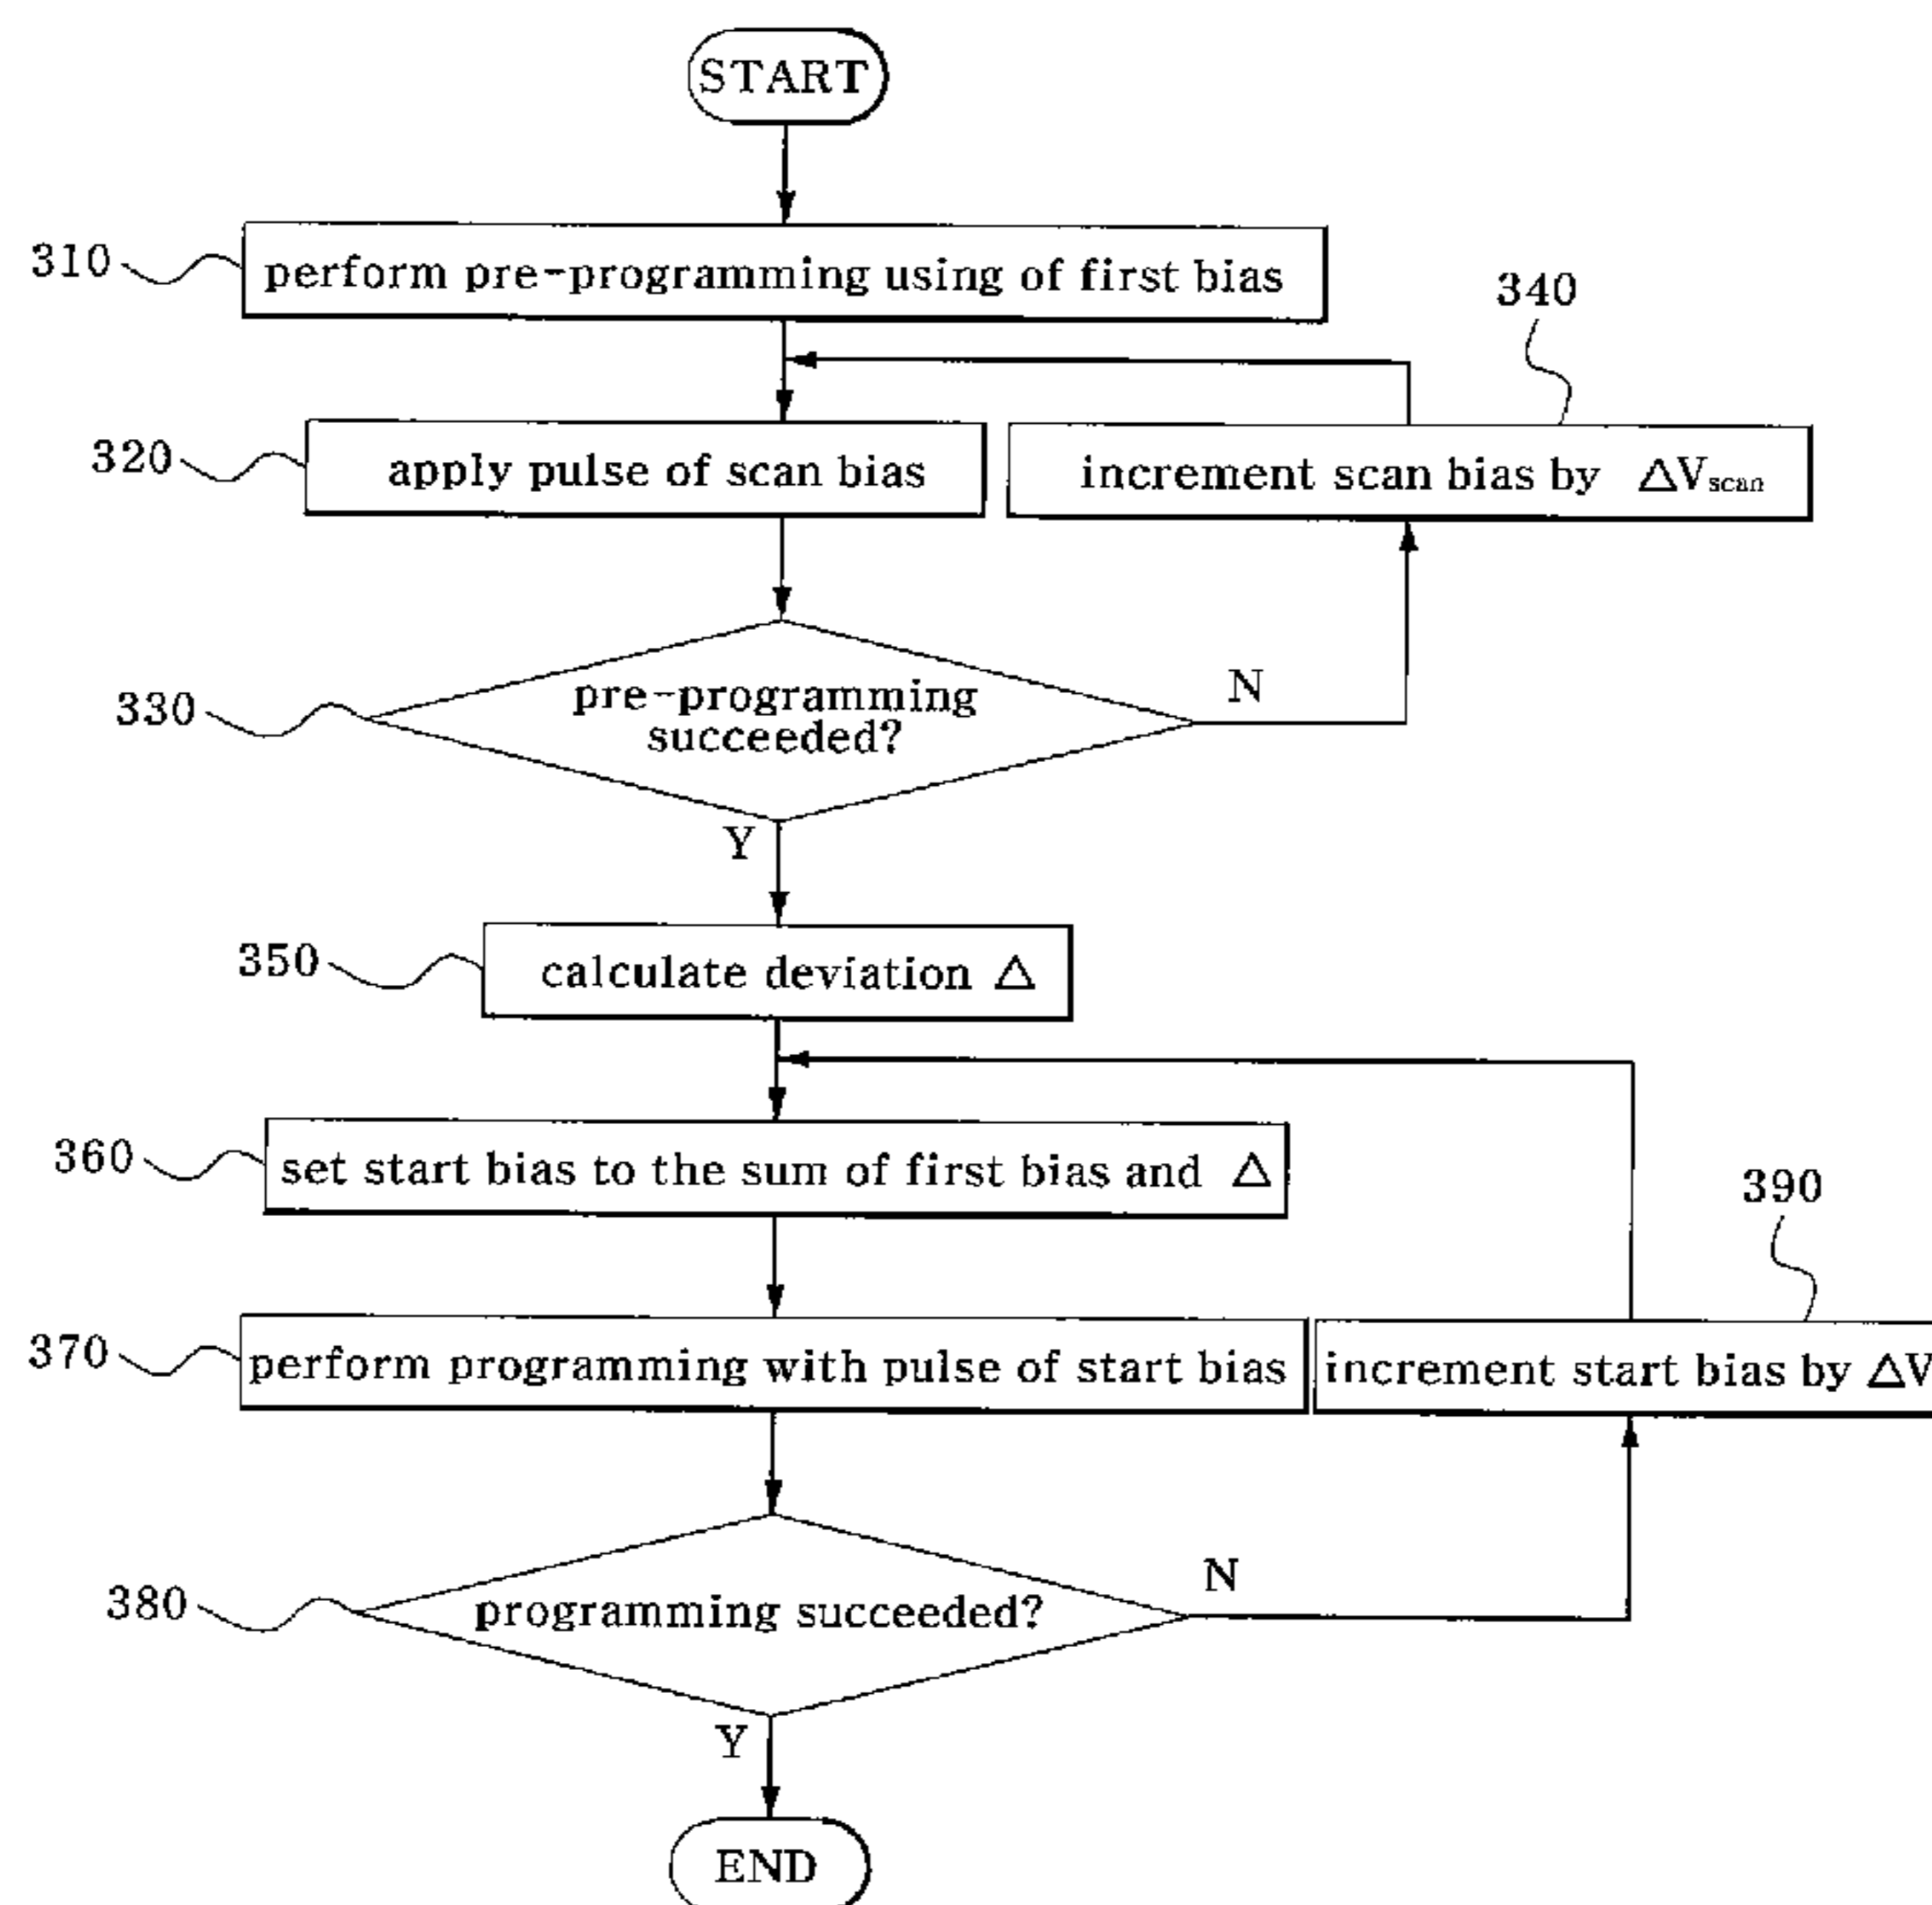 START
310
perform pre-programming using of first bias
340
320
apply pulse of scan bias
increment scan bias by △Vscan
330
pre-programming
succeeded?
N
Y
350
calculate deviation △
360
set start bias to the sum of first bias and △
390
370
perform programming with pulse of start bias
increment start bias by △V
380
programming succeeded?
N
Y
END